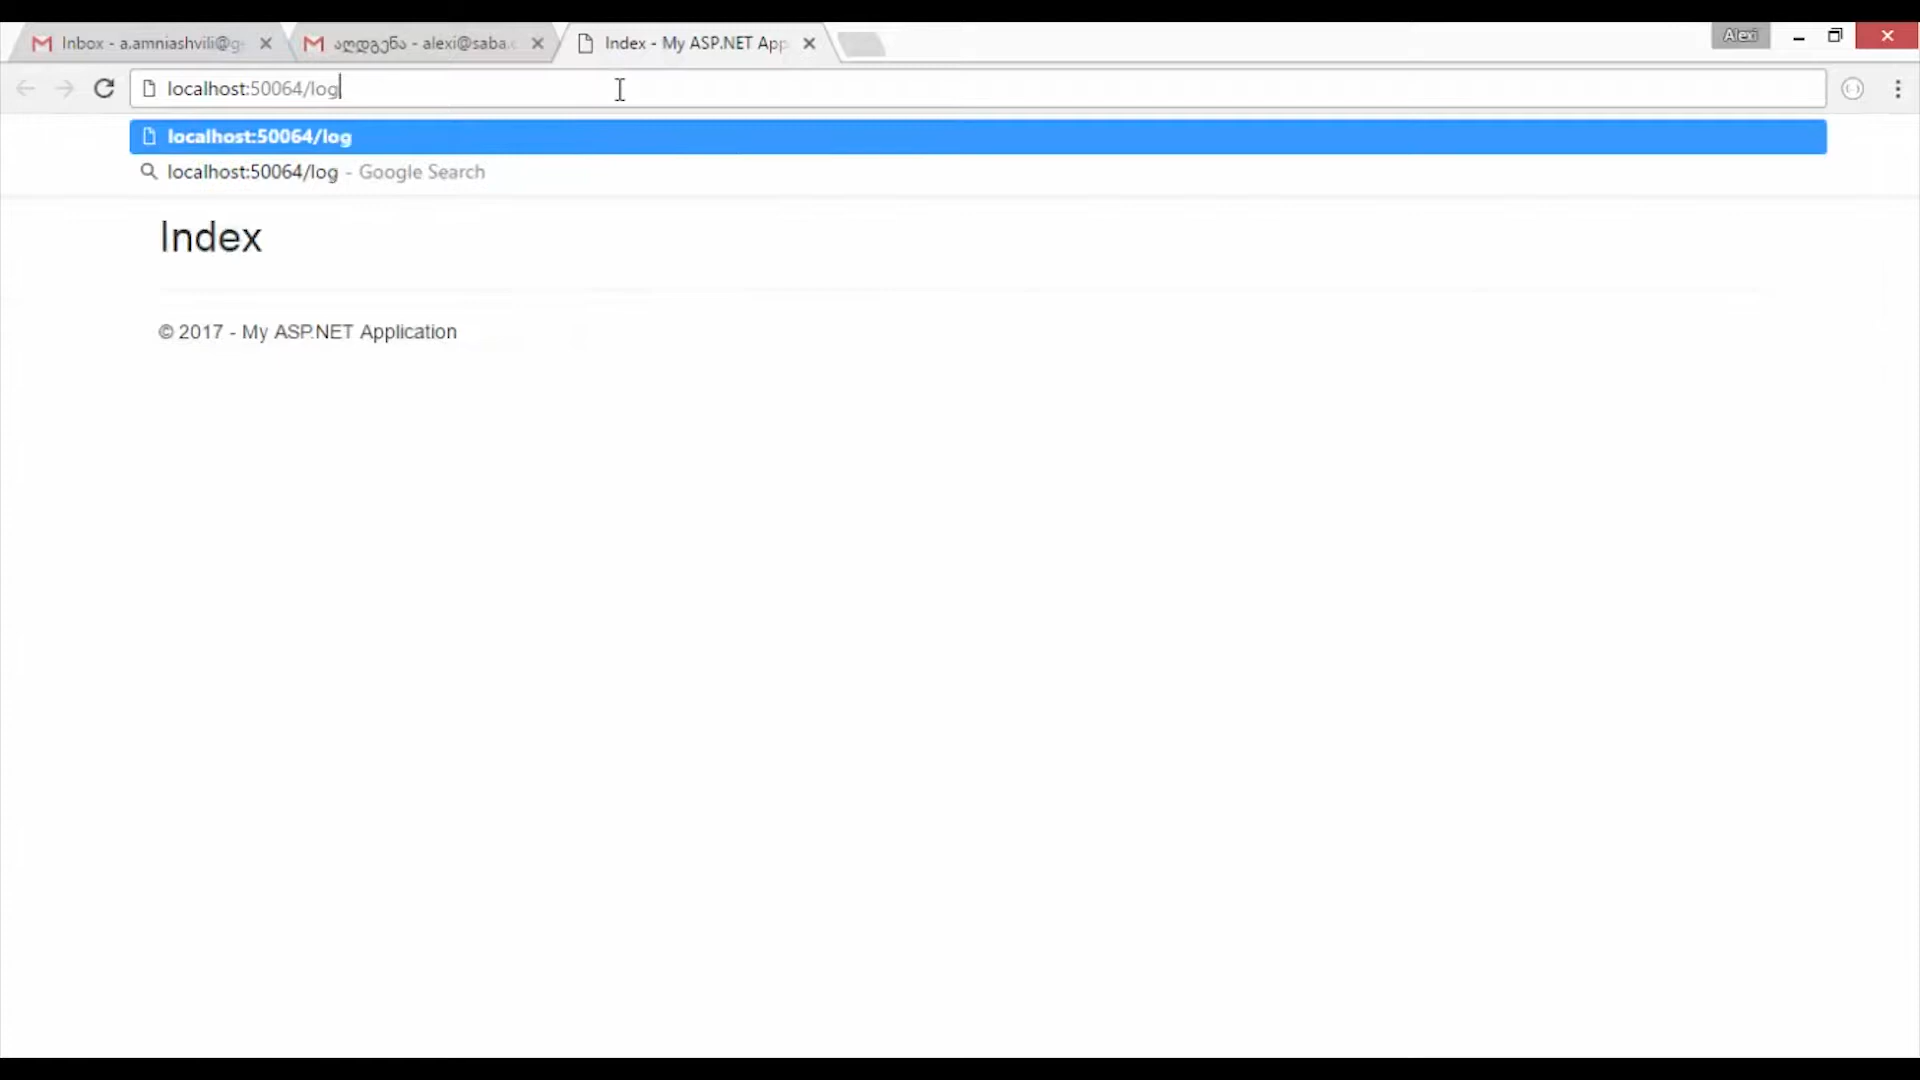 Inbox - a.amniashvili@g
აღდგენა - alexi@saba.
Index - My ASP.NET App
Alexi
localhost:50064/log
localhost:50064/log
localhost:50064/log - Google Search
Index
© 2017 - My ASP.NET Application